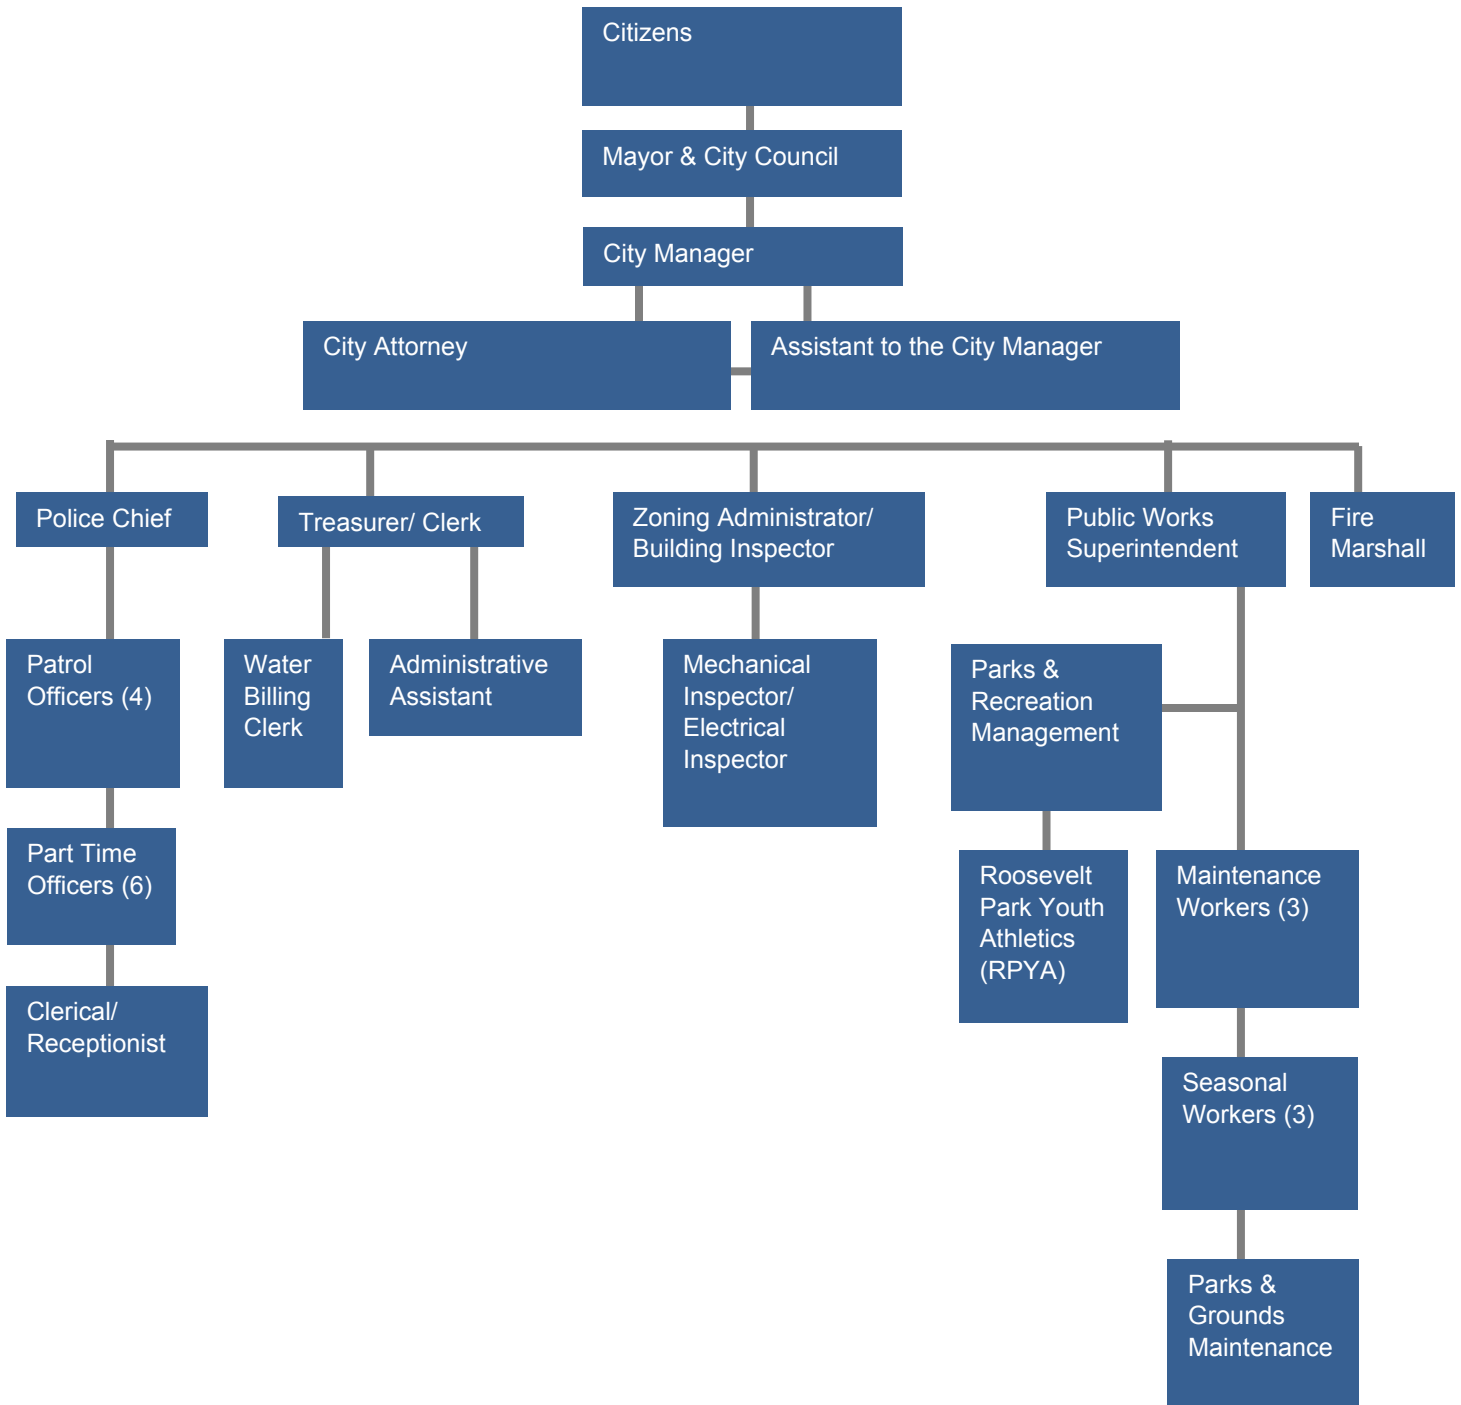 Citizens
Mayor & City Council
City Manager
City Attorney
Assistant to the City Manager
Police Chief
Treasurer/ Clerk
Zoning Administrator/
Building Inspector
Public Works
Superintendent
Fire
Marshall
Patrol
Officers (4)
Water
Billing
Clerk
Administrative
Assistant
Mechanical
Inspector/
Electrical
Inspector
Parks &
Recreation
Management
Part Time
Officers (6)
Roosevelt
Park Youth
Athletics
(RPYA)
Maintenance
Workers (3)
Clerical/
Receptionist
Seasonal
Workers (3)
Parks &
Grounds
Maintenance